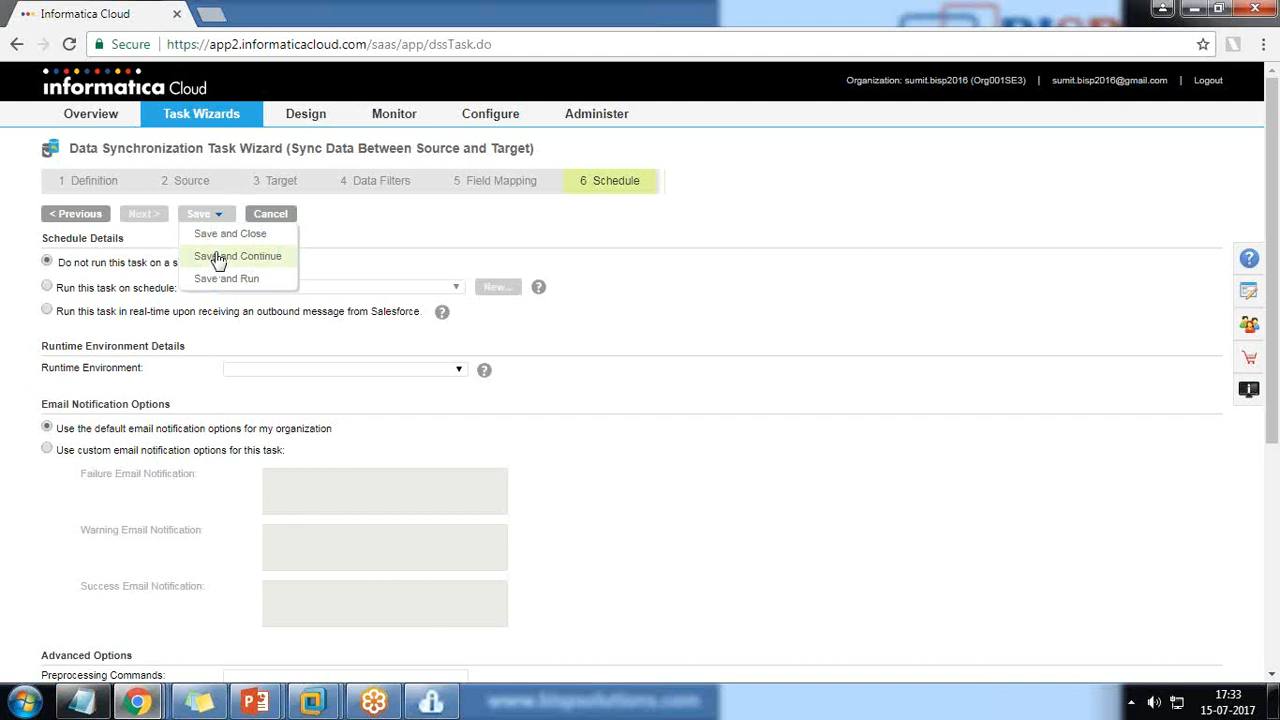 Informatica Cloud
Secure https://app2.informaticacloud.com/saas/app/dssTask.do
informatica Cloud
Organization: sumit.bisp2016 (Org001SE3) | sumit.bisp2016@gmail.com | Logout
Overview Task Wizards Design Monitor Configure Administer
Data Synchronization Task Wizard (Sync Data Between Source and Target)
1 Definition 2 Source 3 Target 4 Data Filters 5 Field Mapping 6 Schedule
< Previous Next > Save Cancel
Save and Close
Schedule Details
Save and Continue
Do not run this task on a s
Save and Run
Run this task on schedule: New...
Run this task in real-time upon receiving an outbound message from Salesforce.
Runtime Environment Details
Runtime Environment:
Email Notification Options
Use the default email notification options for my organization
Use custom email notification options for this task:
Failure Email Notification:
Warning Email Notification:
Success Email Notification:
Advanced Options
Preprocessing Commands:
www.bispsolutions.com
17:33
15-07-2017